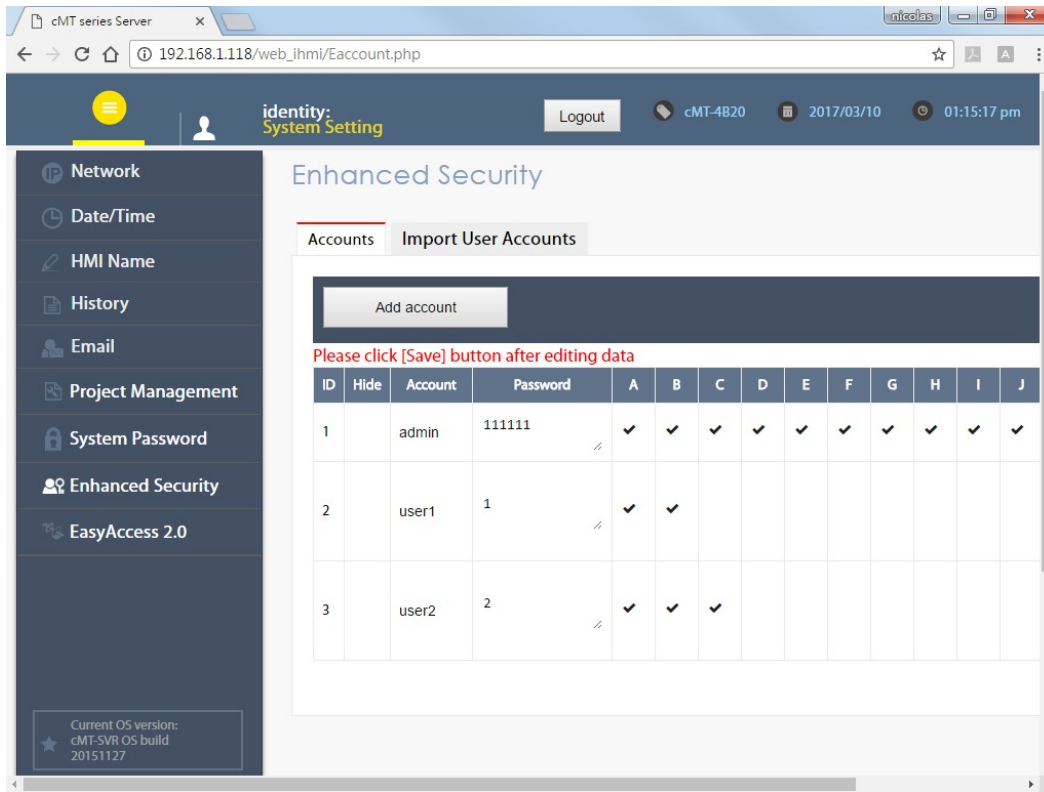 cMT series Server
nicolas
192.168.1.118/web_ihmi/Eaccount.php
identity:
System Setting
Logout
cMT-4B20
2017/03/10
01:15:17 pm
Network
Date/Time
HMI Name
History
Email
Project Management
System Password
Enhanced Security
EasyAccess 2.0
Current OS version:
cMT-SVR OS build
20151127
Enhanced Security
Accounts Import User Accounts
Add account
Please click [Save] button after editing data
ID Hide Account Password A B C D E F G H I J
1 admin 111111
2 user1 1
3 user2 2